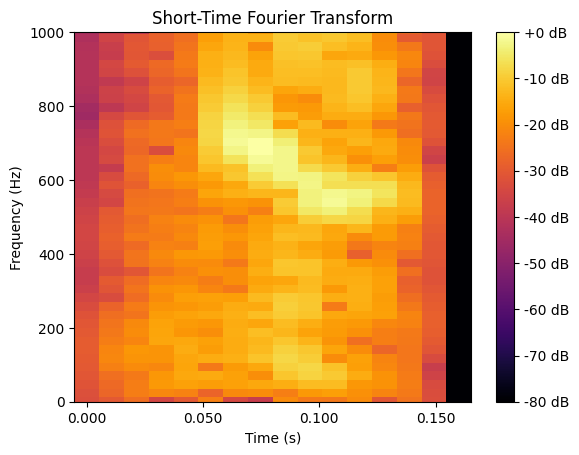 Short-Time Fourier Transform
1000
800
600
400
200
0
Frequency (Hz)
0.000
0.050
0.100
0.150
Time (s)
+0 dB
-10 dB
-20 dB
-30 dB
-40 dB
-50 dB
-60 dB
-70 dB
-80 dB